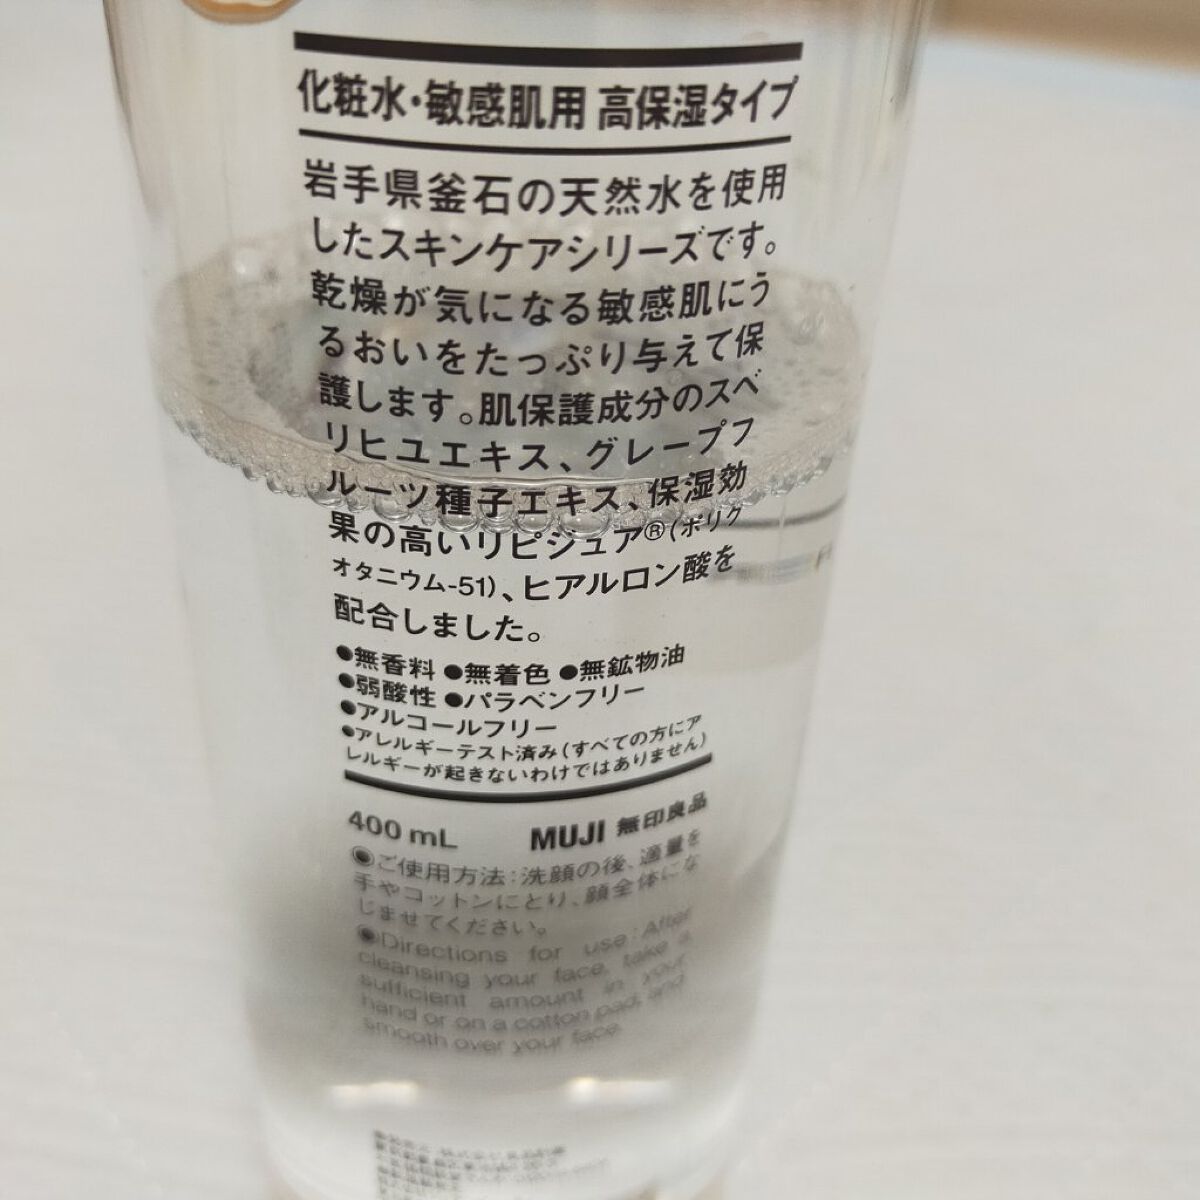 化粧水・敏感肌用 高保湿タイプ
岩手県釜石の天然水を使用
したスキンケアシリーズです。
乾燥が気になる敏感肌にう
るおいをたっぷり与えて保
護します。肌保護成分のスベ
リヒユエキス、グレープフ
ルーツ種子エキス、保湿効
果の高いリピジュア®(ポリク
オタニウム-51)、ヒアルロン酸を
配合しました。
●無香料 ●無着色 ●無鉱物油
●弱酸性 ●パラベンフリー
●アルコールフリー
●アレルギーテスト済み(すべての方にア
レルギーが起きないわけではありません)
400 mL MUJI 無印良品
◉ご使用方法:洗顔の後、適量を
手やコットンにとり、顔全体にな
じませてください。
◉Directions for use : After
cleansing your face, take a
sufficient amount in your
hand or on a cotton pad, and
smooth over your face.